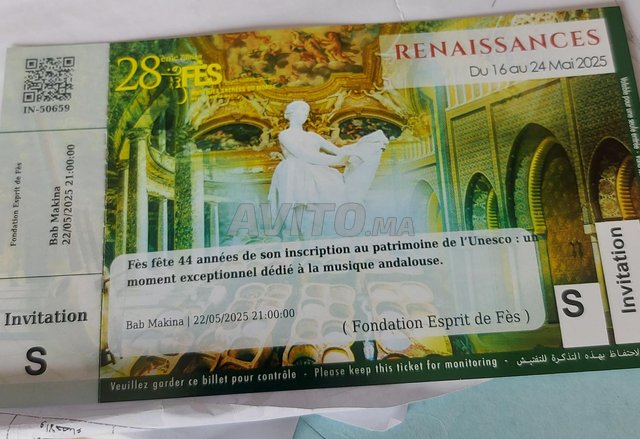 IN-50659
Fondation Esprit de Fès
Bab Makina
22/05/2025 21:00:00
Invitation
S
28
FÈS
RENAISSANCES
Du 16 au 24 Mai 2025
AVITO.MA
Fès fête 44 années de son inscription au patrimoine de l'Unesco : un
moment exceptionnel dédié à la musique andalouse.
Bab Makina | 22/05/2025 21:00:00
( Fondation Esprit de Fès )
S
Invitation
Veuillez garder ce billet pour contrôle - Please keep this ticket for monitoring - الاحتفاظ بهذه التذكرة للتفتيش